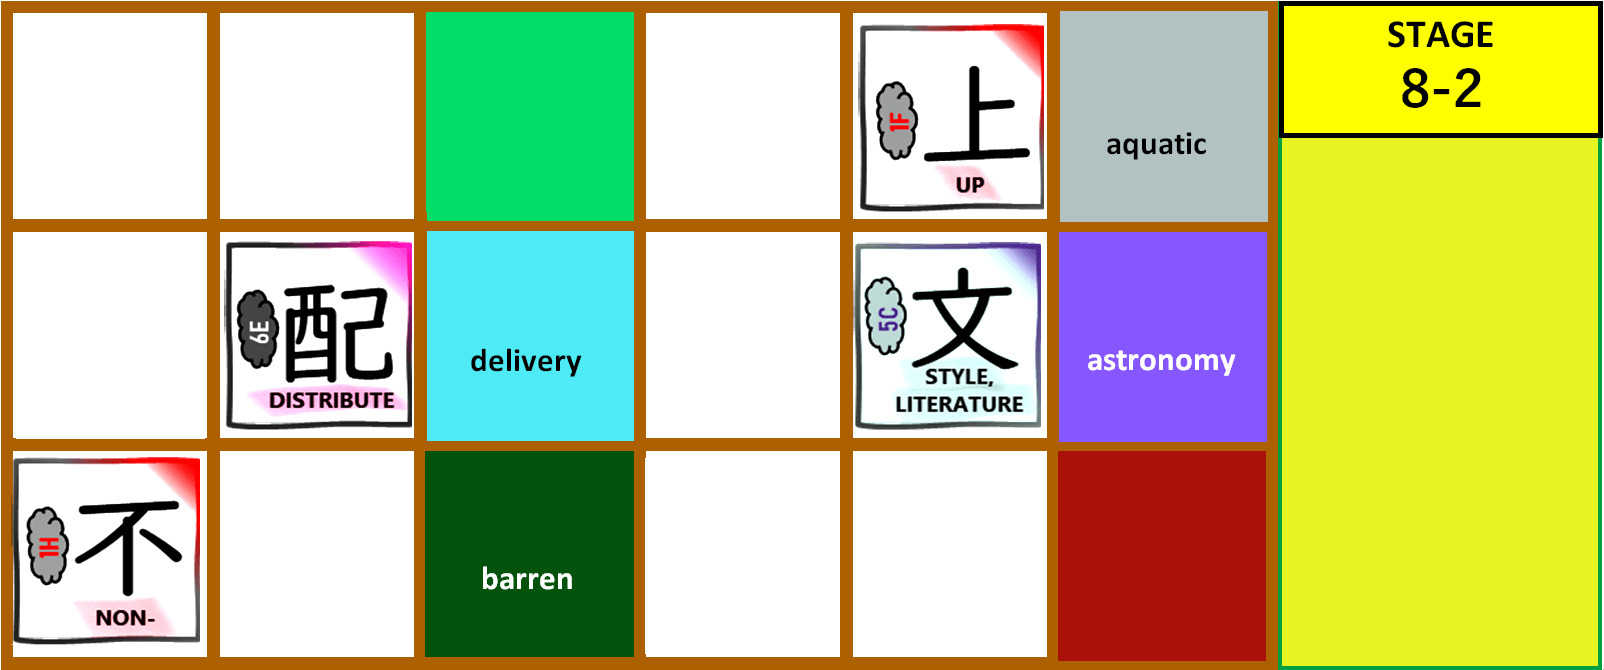 1F
上
UP
aquatic
STAGE
8-2
6E
配
DISTRIBUTE
delivery
5C
文
STYLE,
LITERATURE
astronomy
1H
不
NON-
barren